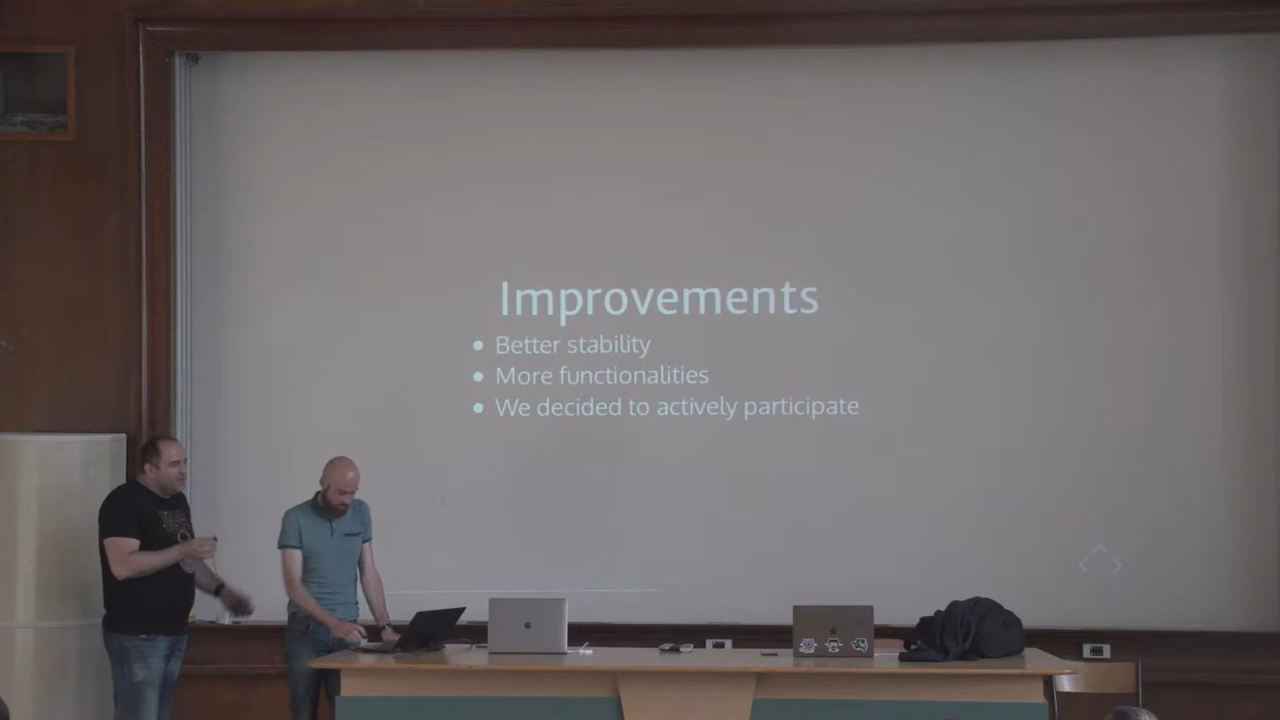 Improvements
Better stability
More functionalities
We decided to actively participate